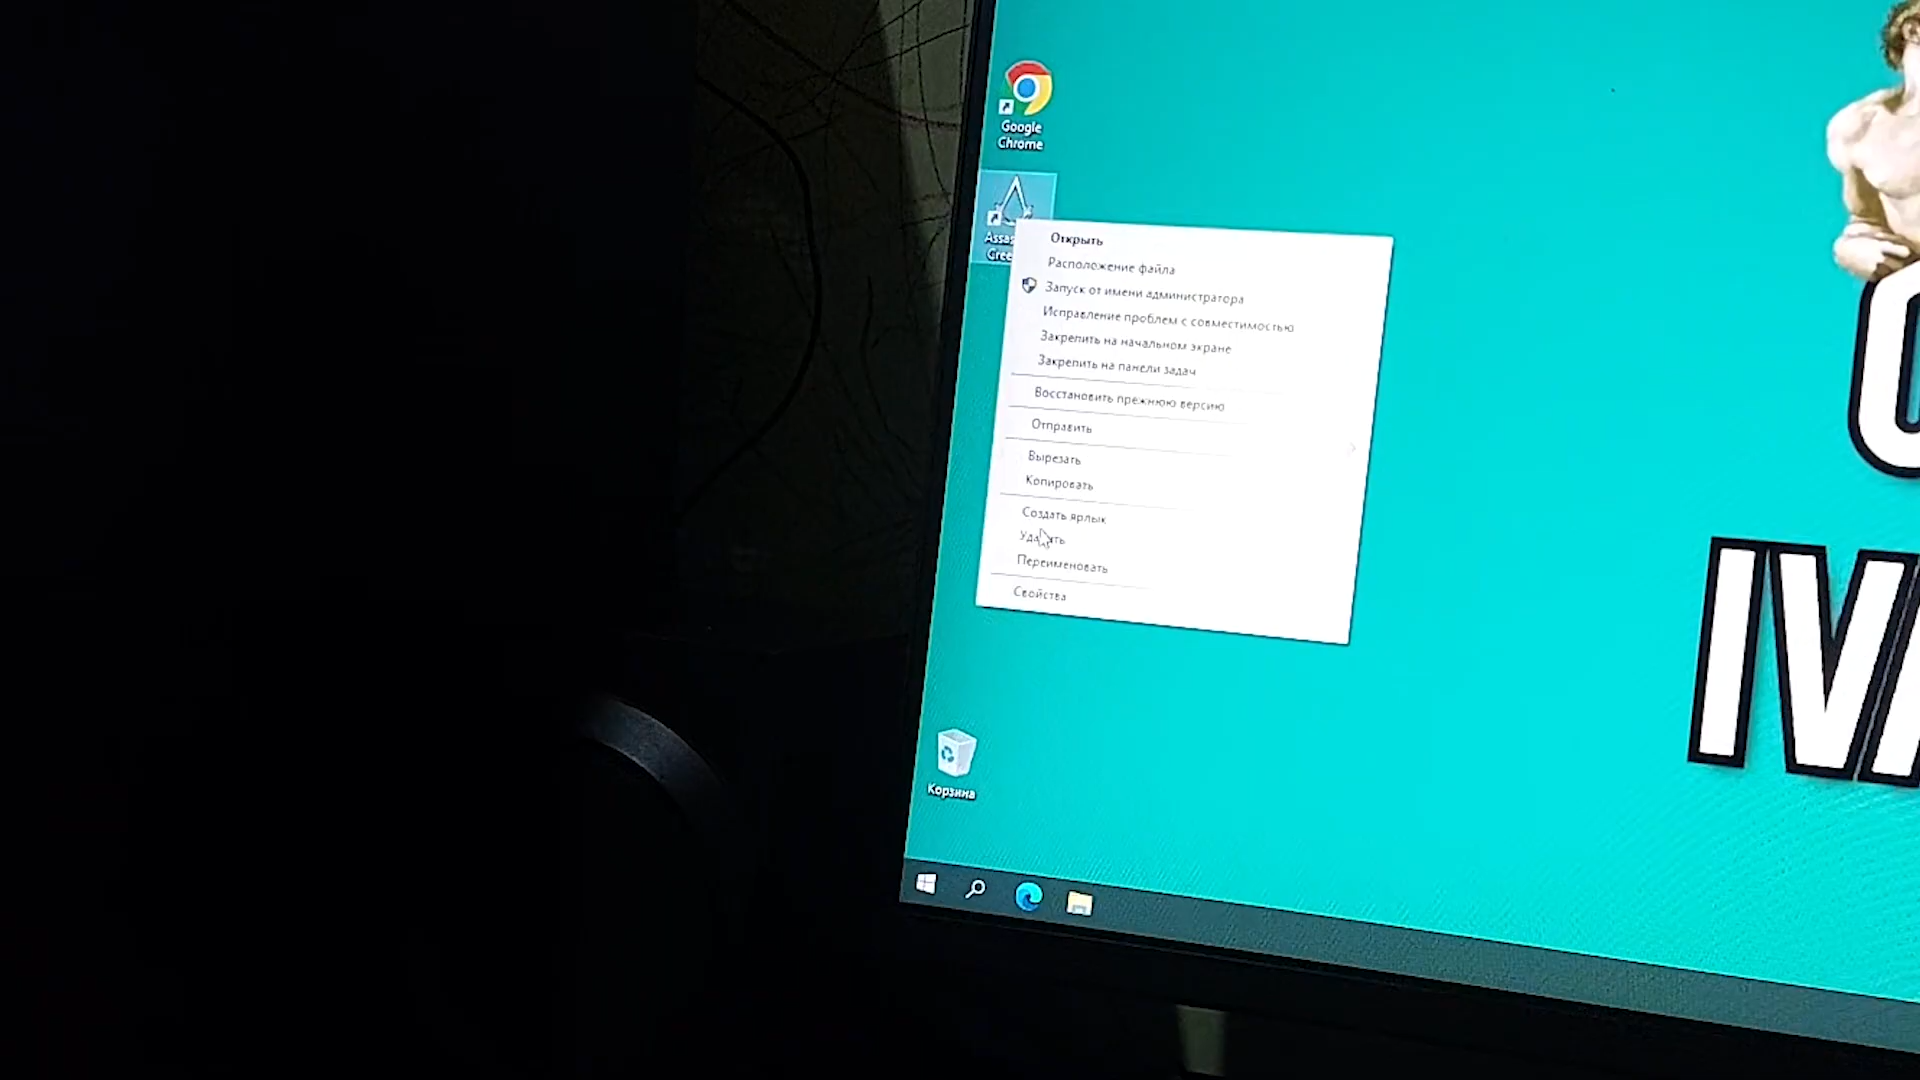 Google
Chrome
Открыть
Расположение файла
Запуск от имени администратора
Исправление проблем с совместимостью
Закрепить на начальном экране
Закрепить на панели задач
Восстановить прежнюю версию
Отправить
Вырезать
Копировать
Создать ярлык
Удалить
Переименовать
Свойства
Корзина